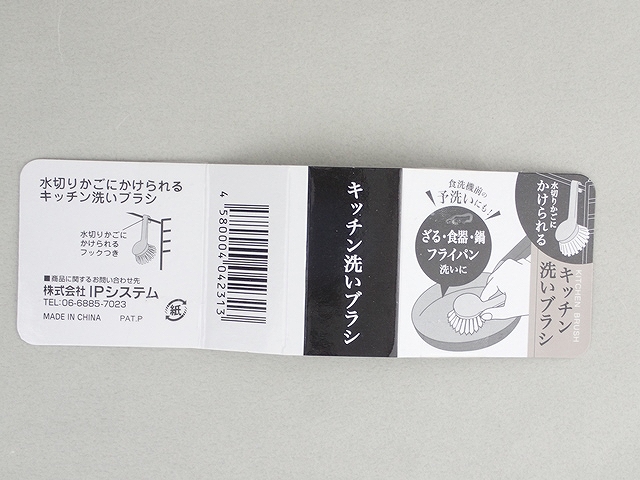 水切りかごにかけられる
キッチン洗いブラシ
水切りかごに
かけられる
フックつき
■商品に関するお問い合わせ先
株式会社 IPシステム
TEL:06-6885-7023
MADE IN CHINA PAT.P
紙
4 580004 042313
キッチン洗いブラシ
食洗機前の
予洗いにも!
ざる・食器・鍋
フライパン
洗いに
水切りかごに
かけられる
KITCHEN BRUSH
キッチン
洗いブラシ